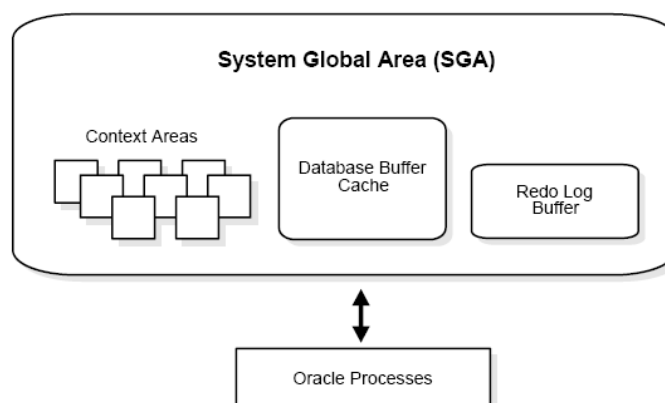 System Global Area (SGA)
Context Areas
Database Buffer
Cache
Redo Log
Buffer
Oracle Processes